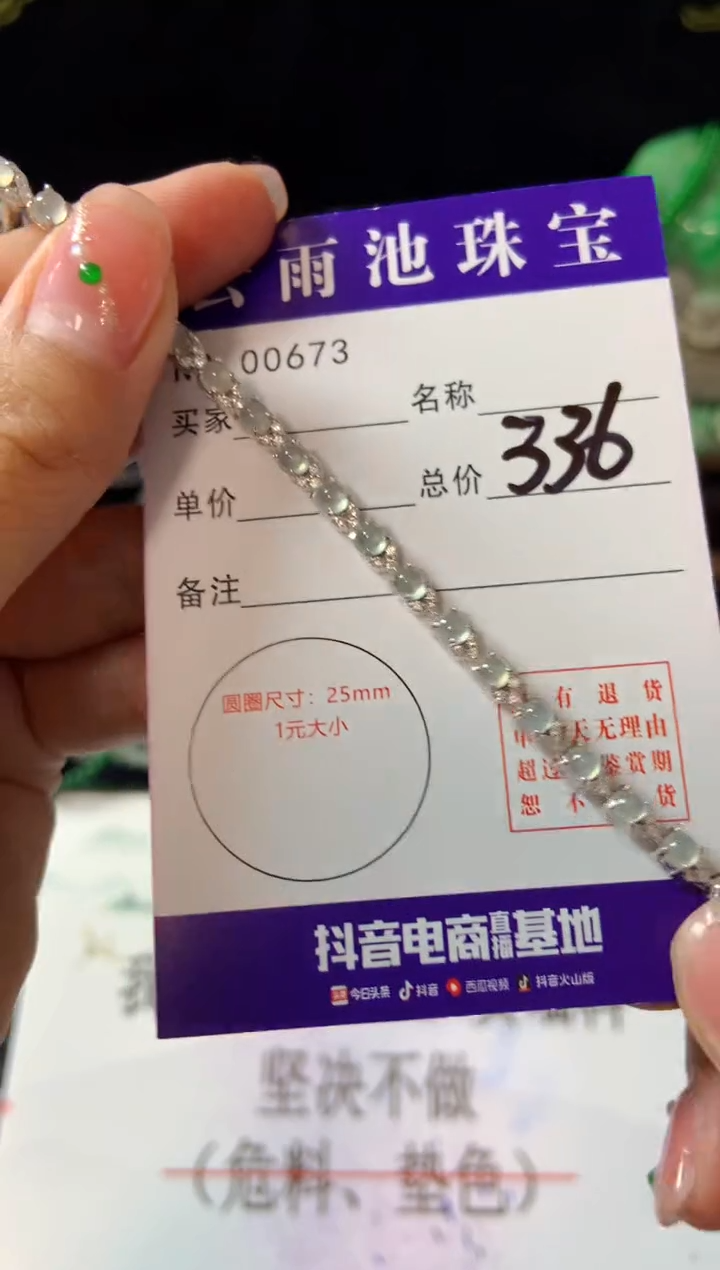 雨池珠宝
00673
买家
名称
单价
总价 336
备注
圆圈尺寸：25mm
1元大小
有退货
天无理由
超 鉴赏期
恕不 货
抖音电商直播基地
今日头条 抖音 西瓜视频 抖音火山版
坚决不做
（危料、垫色）